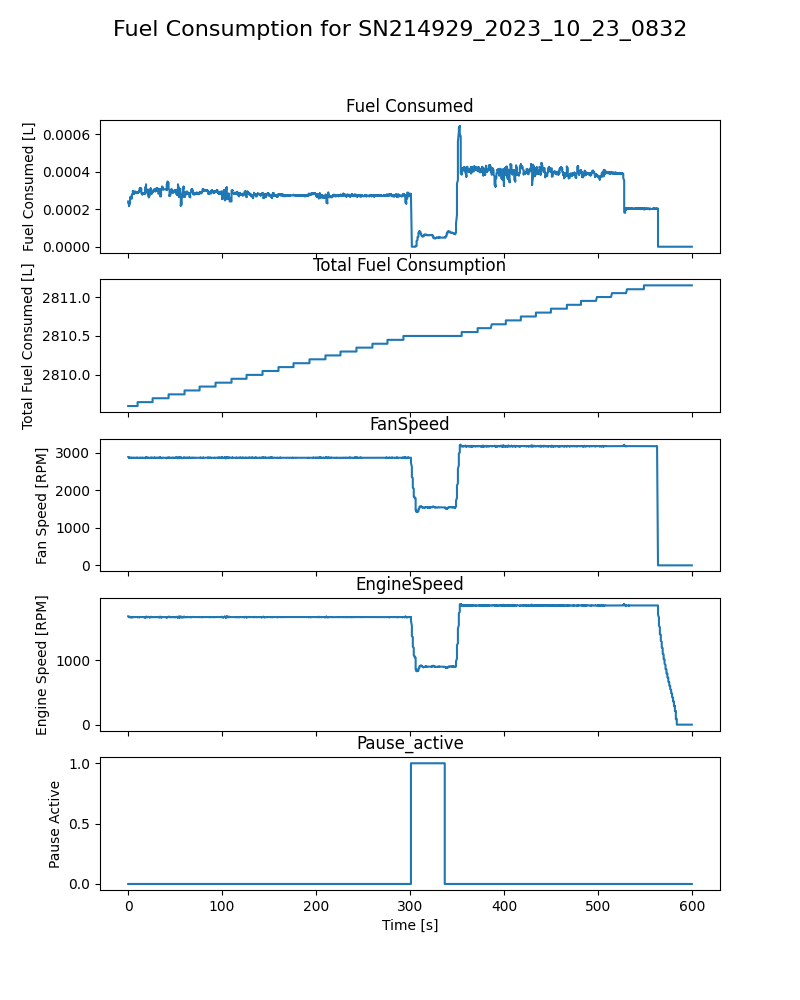 Fuel Consumption for SN214929_2023_10_23_0832
Fuel Consumed
Fuel Consumed [L]
0.0006
0.0004
0.0002
0.0000
Total Fuel Consumption
Total Fuel Consumed [L]
2811.0
2810.5
2810.0
FanSpeed
Fan Speed [RPM]
3000
2000
1000
0
EngineSpeed
Engine Speed [RPM]
1000
0
Pause_active
Pause Active
1.0
0.5
0.0
0 100 200 300 400 500 600
Time [s]